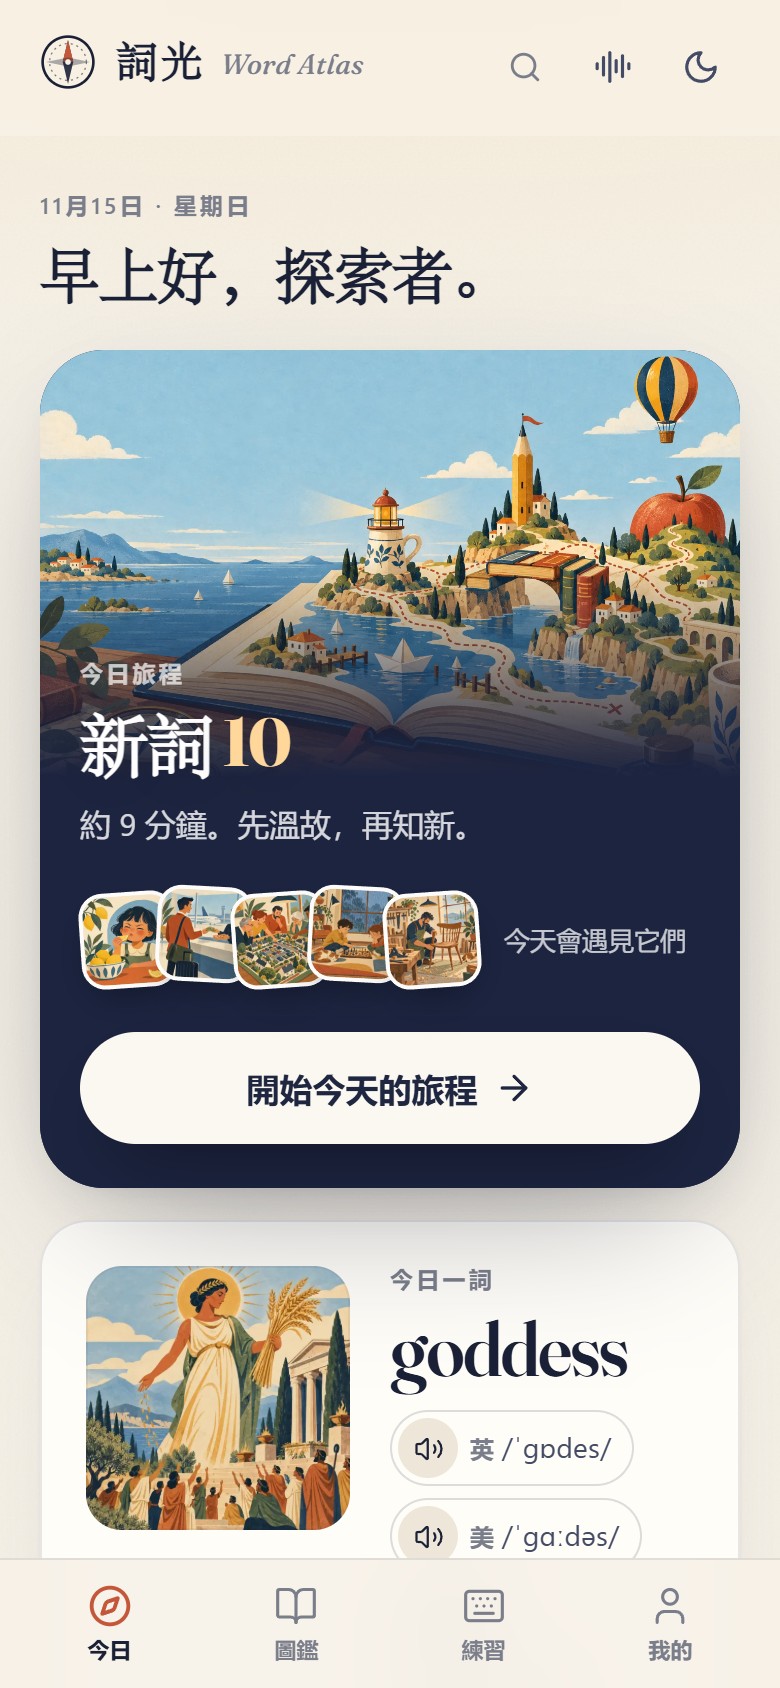 詞光 Word Atlas
11月15日 · 星期日
早上好，探索者。
今日旅程
新詞 10
約 9 分鐘。先溫故，再知新。
今天會遇見它們
開始今天的旅程 →
今日一詞
goddess
英 /ˈɡɒdes/
美 /ˈɡɑːdəs/
今日 圖鑑 練習 我的